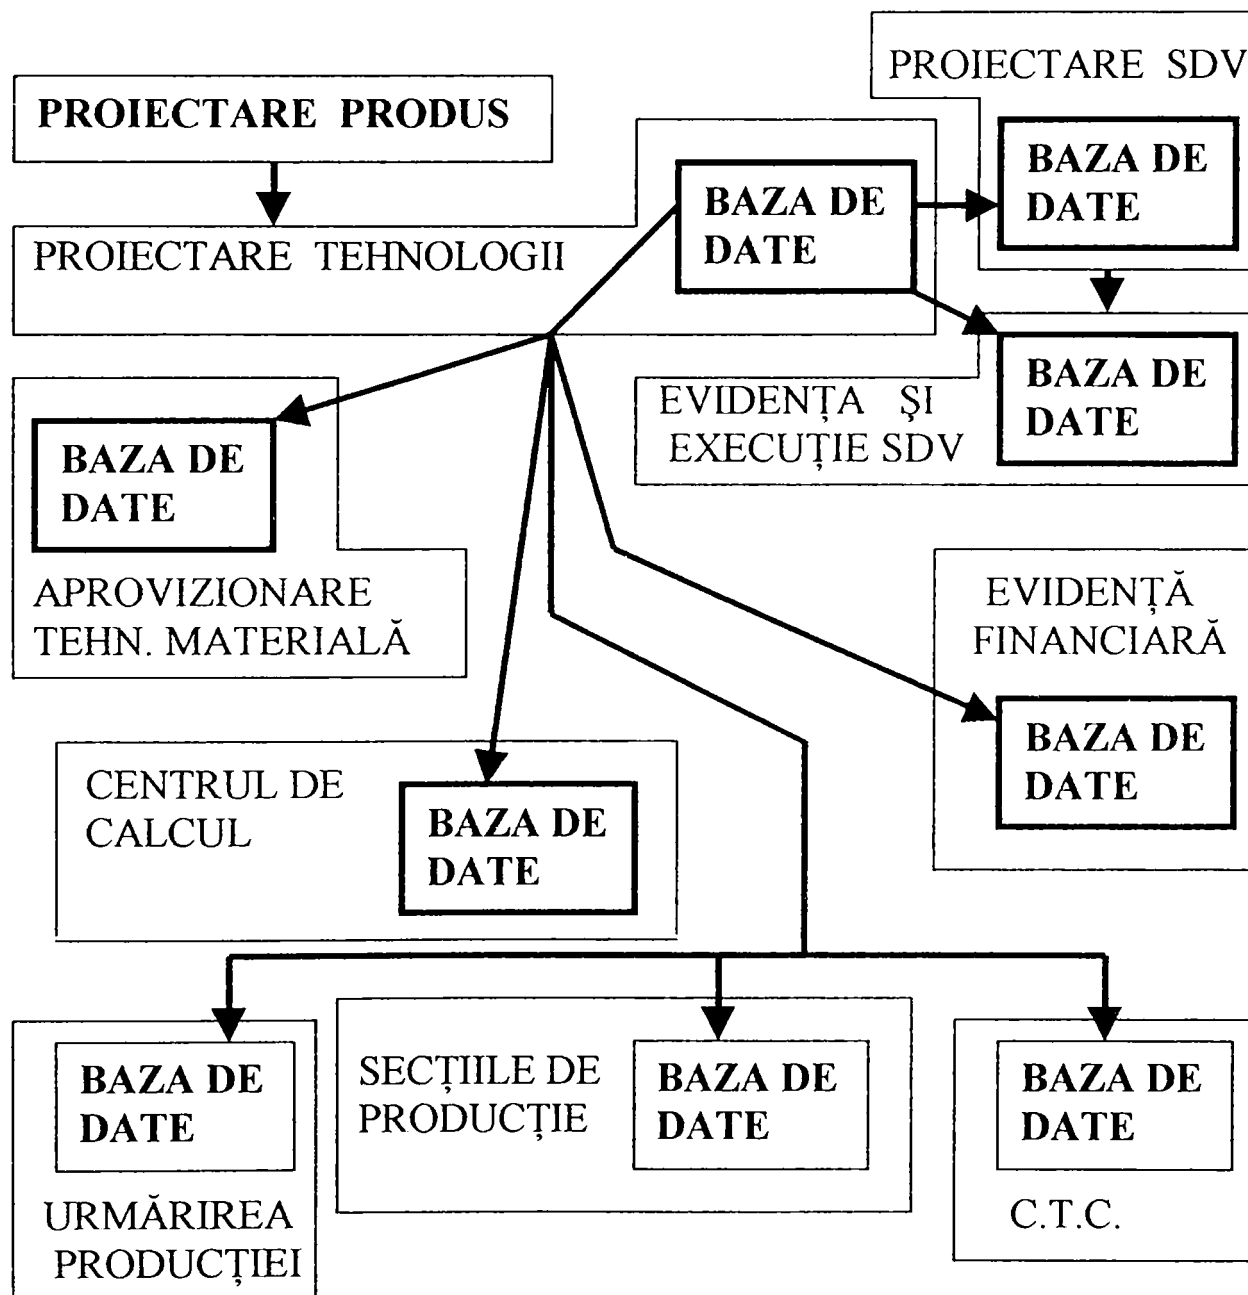 PROIECTARE SDV
PROIECTARE PRODUS
BAZA DE
DATE
BAZA DE
DATE
PROIECTARE TEHNOLOGII
BAZA DE
DATE
EVIDENȚA ȘI
EXECUȚIE SDV
BAZA DE
DATE
APROVIZIONARE
TEHN. MATERIALĂ
EVIDENȚĂ
FINANCIARĂ
BAZA DE
DATE
CENTRUL DE
CALCUL
BAZA DE
DATE
BAZA DE
DATE
URMĂRIREA
PRODUCȚIEI
SECȚIILE DE
PRODUCȚIE
BAZA DE
DATE
BAZA DE
DATE
C.T.C.